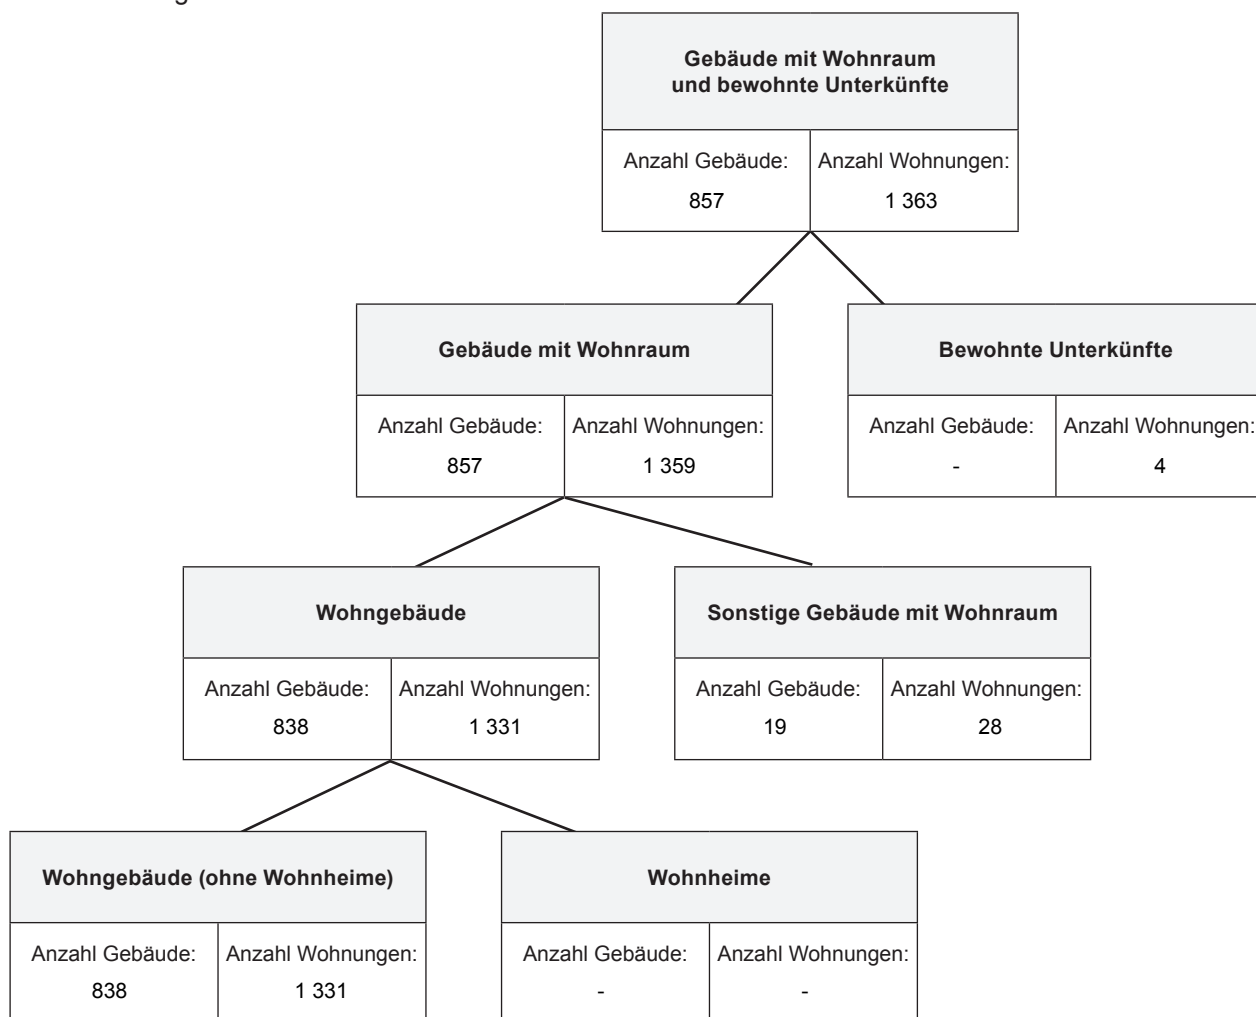 Gebäude mit Wohnraum
und bewohnte Unterkünfte
Anzahl Gebäude:
857
Anzahl Wohnungen:
1 363
Gebäude mit Wohnraum
Anzahl Gebäude:
857
Anzahl Wohnungen:
1 359
Bewohnte Unterkünfte
Anzahl Gebäude:
-
Anzahl Wohnungen:
4
Wohngebäude
Anzahl Gebäude:
838
Anzahl Wohnungen:
1 331
Sonstige Gebäude mit Wohnraum
Anzahl Gebäude:
19
Anzahl Wohnungen:
28
Wohngebäude (ohne Wohnheime)
Anzahl Gebäude:
838
Anzahl Wohnungen:
1 331
Wohnheime
Anzahl Gebäude:
-
Anzahl Wohnungen:
-